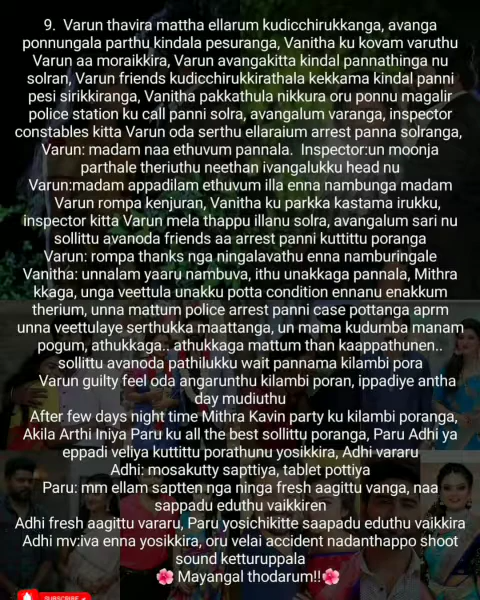 9. Varun thavira mattha ellarum kudicchirukkanga, avanga
ponnungala parthu kindala pesuranga, Vanitha ku kovam varuthu
Varun aa moraikkira, Varun avangakitta kindal pannathinga nu
solran, Varun friends kudicchirukkirathala kekkama kindal panni
pesi sirikkiranga, Vanitha pakkathula nikkura oru ponnu magalir
police station ku call panni solra, avangalum varanga, inspector
constables kitta Varun oda serthu ellaraium arrest panna solranga,
Varun: madam naa ethuvum pannala. Inspector:un moonja
parthale theriuthu neethan ivangalukku head nu
Varun:madam appadilam ethuvum illa enna nambunga madam
Varun rompa kenjuran, Vanitha ku parkka kastama irukku,
inspector kitta Varun mela thappu illanu solra, avangalum sari nu
sollittu avanoda friends aa arrest panni kuttittu poranga
Varun: rompa thanks nga ningalavathu enna namburingale
Vanitha: unnalam yaaru nambuva, ithu unakkaga pannala, Mithra
kkaga, unga veettula unakku potta condition ennanu enakkum
therium, unna mattum police arrest panni case pottanga aprm
unna veettulaye serthukka maattanga, un mama kudumba manam
pogum, athukkaga.. athukkaga mattum than kaappathunen..
sollittu avanoda pathilukku wait pannama kilambi pora
Varun guilty feel oda angarunthu kilambi poran, ippadiye antha
day mudiuthu
After few days night time Mithra Kavin party ku kilambi poranga,
Akila Arthi Iniya Paru ku all the best sollittu poranga, Paru Adhi ya
eppadi veliya kuttittu porathunu yosikkira, Adhi vararu
Adhi: mosakutty sapttiya, tablet pottiya
Paru: mm ellam saptten nga ninga fresh aagittu vanga, naa
sappadu eduthu vaikkiren
Adhi fresh aagittu vararu, Paru yosichikitte saapadu eduthu vaikkira
Adhi mv:iva enna yosikkira, oru velai accident nadanthappo shoot
sound ketturuppala
🌺 Mayangal thodarum!!🌺
SUBSCRIBE